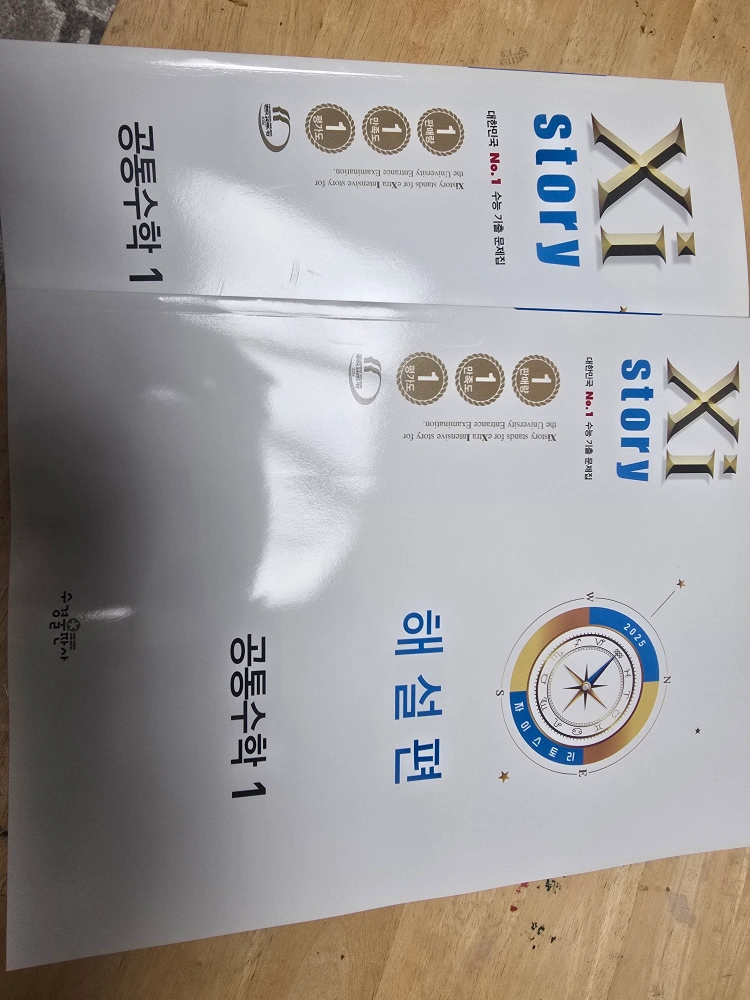 Xi
story
대한민국 No.1 수능 기출 문제집
판매량 1
만족도 1
평가도 1
Xistory stands for eXtra Intensive story for
the University Entrance Examination.
공통수학 1
Xi
story
대한민국 No.1 수능 기출 문제집
판매량 1
만족도 1
평가도 1
Xistory stands for eXtra Intensive story for
the University Entrance Examination.
W
N
S
E
2025
자이스토리
해설편
공통수학 1
수경출판사